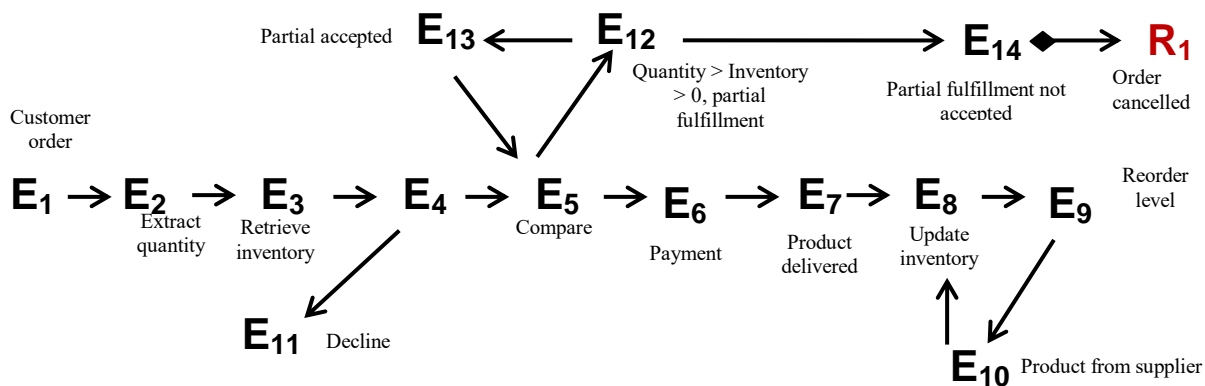 Partial accepted
E13
E12
E14
R1
Quantity > Inventory
> 0, partial
fulfillment
Partial fulfillment not
accepted
Order
cancelled
Customer
order
E1
E2
E3
E4
E5
E6
E7
E8
E9
Reorder
level
Extract
quantity
Retrieve
inventory
Compare
Payment
Product
delivered
Update
inventory
E11
Decline
E10
Product from supplier